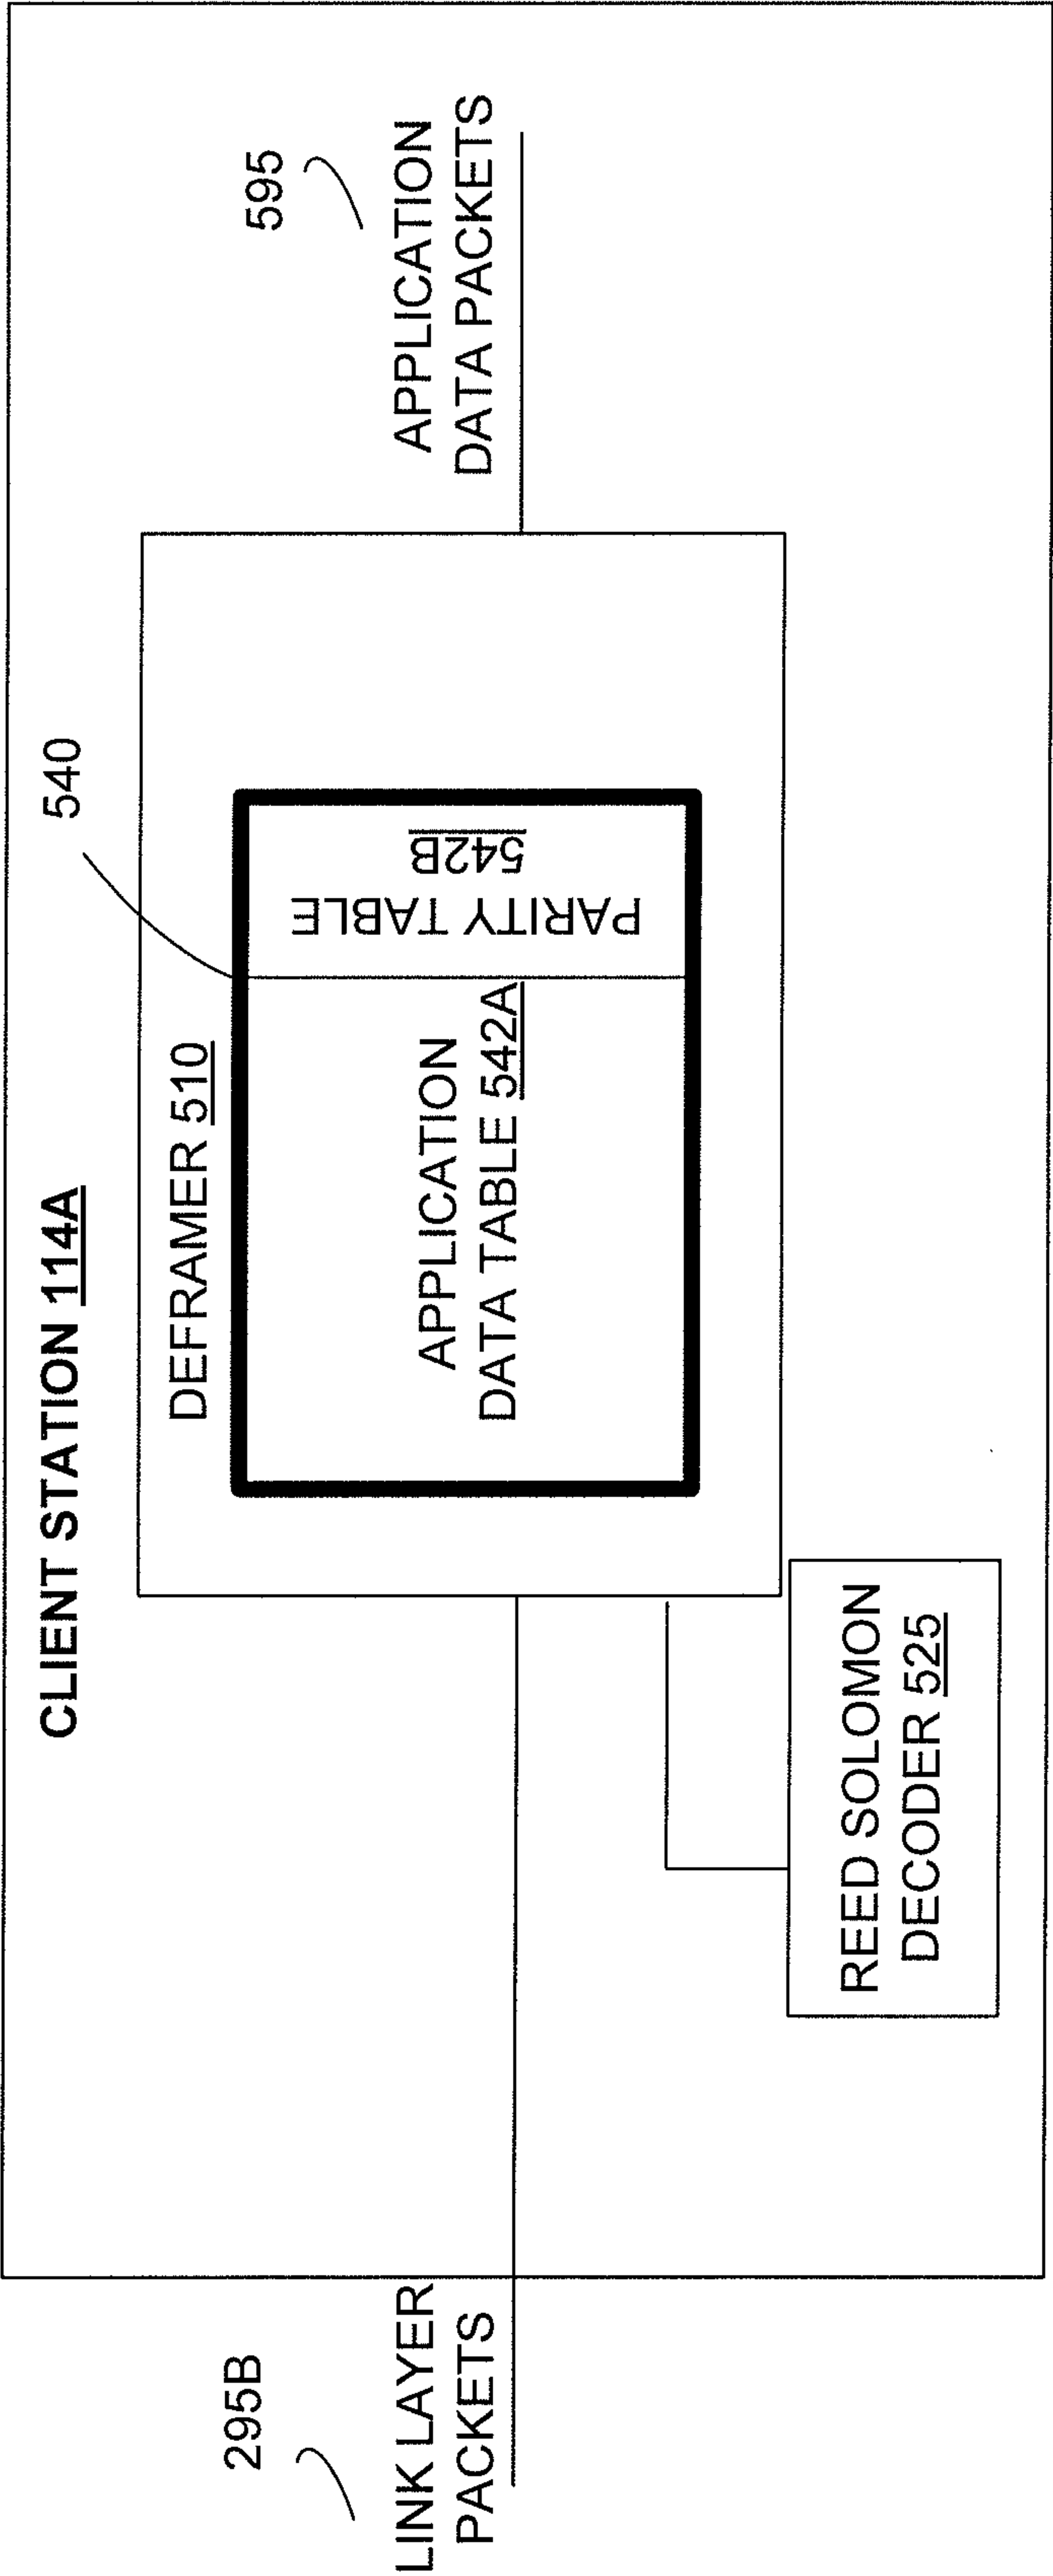 CLIENT STATION 114A
540
595
DEFRAMER 510
295B
LINK LAYER
PACKETS
APPLICATION
DATA TABLE 542A
PARITY TABLE
542B
APPLICATION
DATA PACKETS
REED SOLOMON
DECODER 525